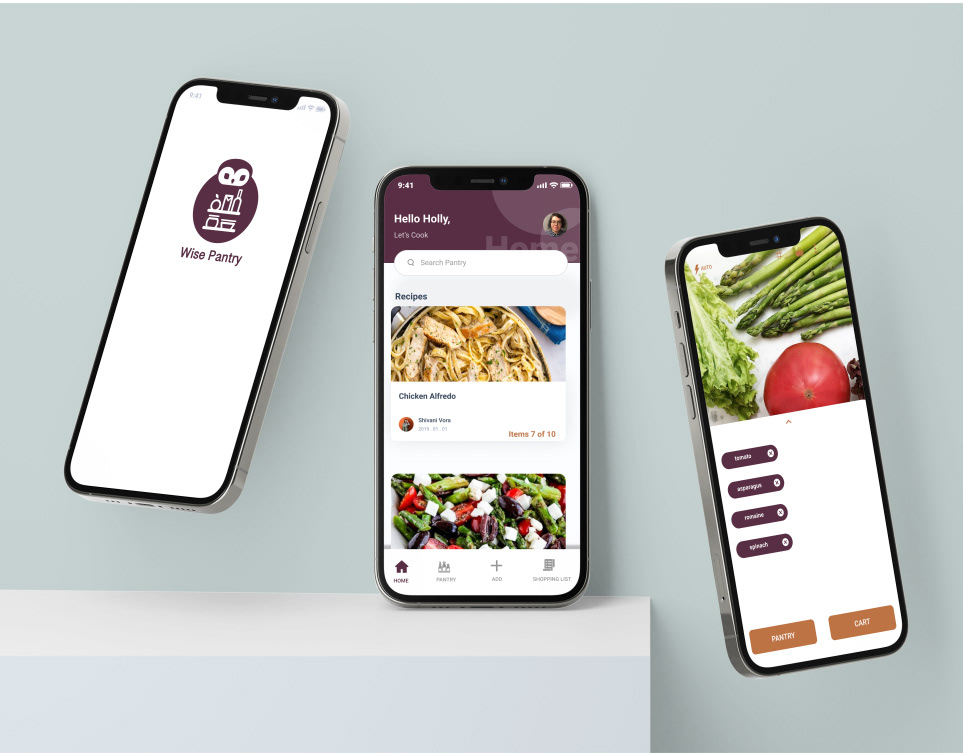 9:41
Wise Pantry
9:41
Hello Holly,
Let's Cook
Home
Search Pantry
Recipes
Chicken Alfredo
Shivani Vora
2019 . 01 . 01
Items 7 of 10
HOME
PANTRY
ADD
SHOPPING LIST
AUTO
tomato
asparagus
romaine
spinach
PANTRY
CART